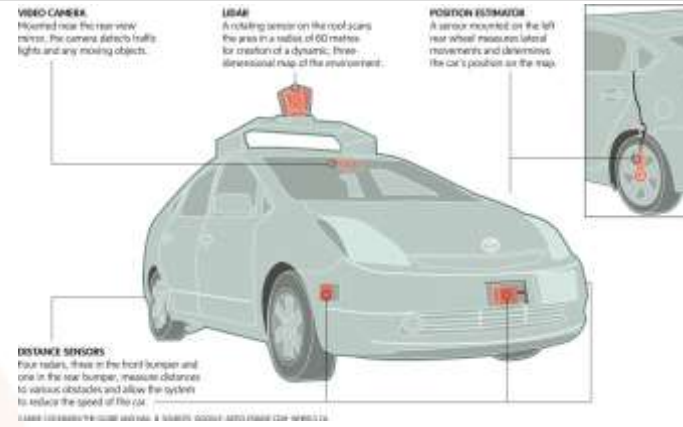 VIDEO CAMERA
Mounted near the rear-view
mirror, the camera detects traffic
lights and any moving objects.
LIDAR
A rotating sensor on the roof scans
the area in a radius of 60 metres
for creation of a dynamic, three-
dimensional map of the environment.
POSITION ESTIMATOR
A sensor mounted on the left
rear wheel measures lateral
movements and determines
the car's position on the map.
DISTANCE SENSORS
Four radars, three in the front bumper and
one in the rear bumper, measure distances
to various obstacles and allow the system
to reduce the speed of the car.